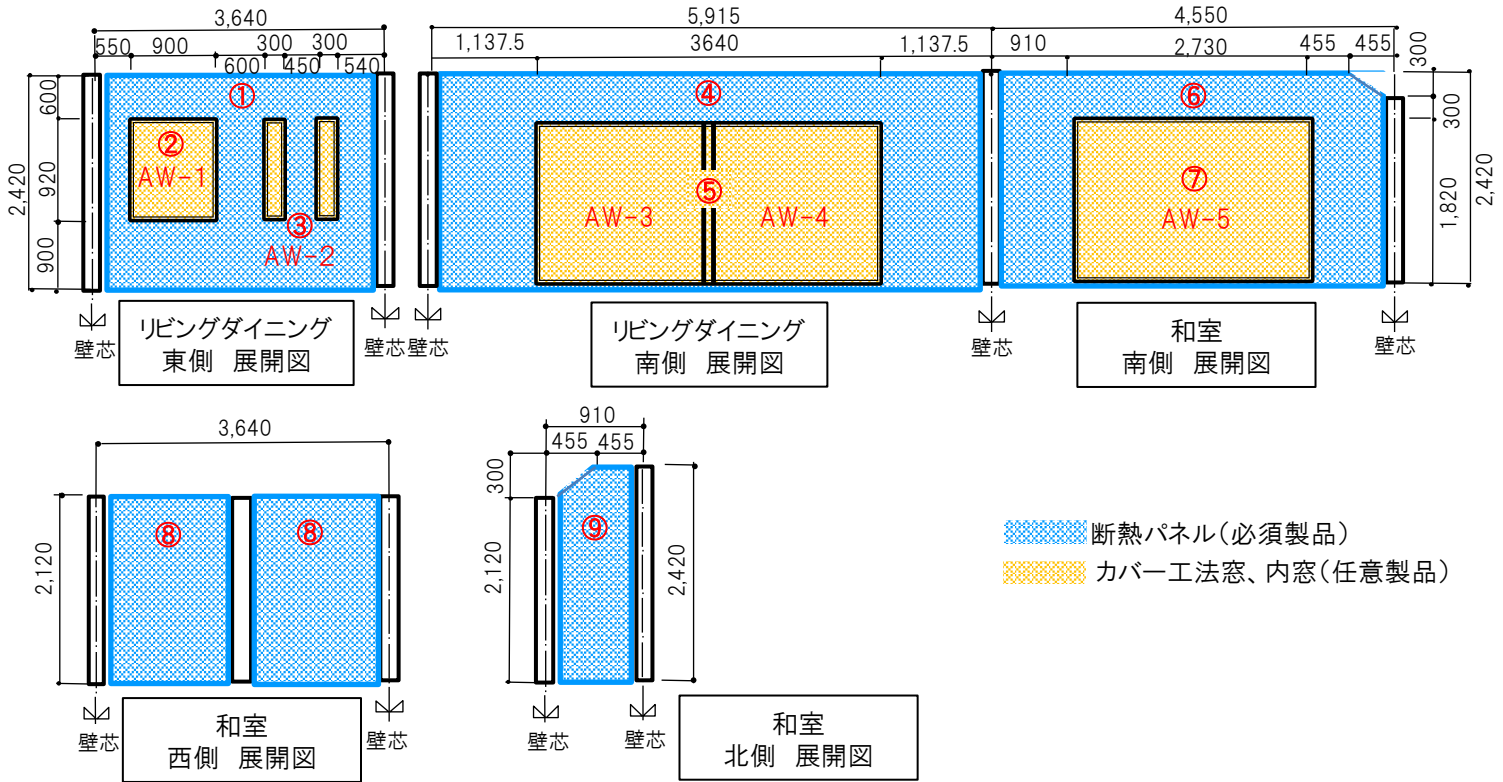 3,640
550 900 300 300
600 450 540
2,420
600
920
900
①
②
AW-1
③
AW-2
壁芯
壁芯
リビングダイニング
東側 展開図
5,915
1,137.5 3640 1,137.5
④
⑤
AW-3 AW-4
壁芯
壁芯
リビングダイニング
南側 展開図
4,550
910 2,730 455 455
300
300
1,820
2,420
⑥
⑦
AW-5
壁芯
和室
南側 展開図
3,640
2,120
⑧ ⑧
壁芯
壁芯
和室
西側 展開図
910
455 455
300
2,120
2,420
⑨
壁芯
壁芯
和室
北側 展開図
断熱パネル(必須製品)
カバー工法窓、内窓(任意製品)